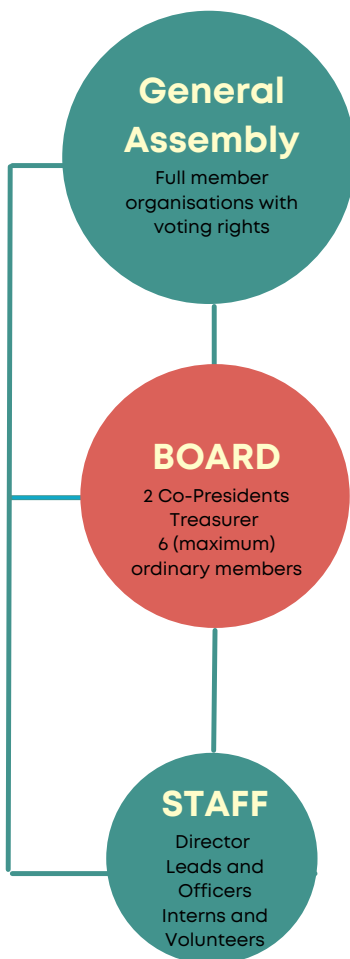 General
Assembly
Full member
organisations with
voting rights
BOARD
2 Co-Presidents
Treasurer
6 (maximum)
ordinary members
STAFF
Director
Leads and
Officers
Interns and
Volunteers